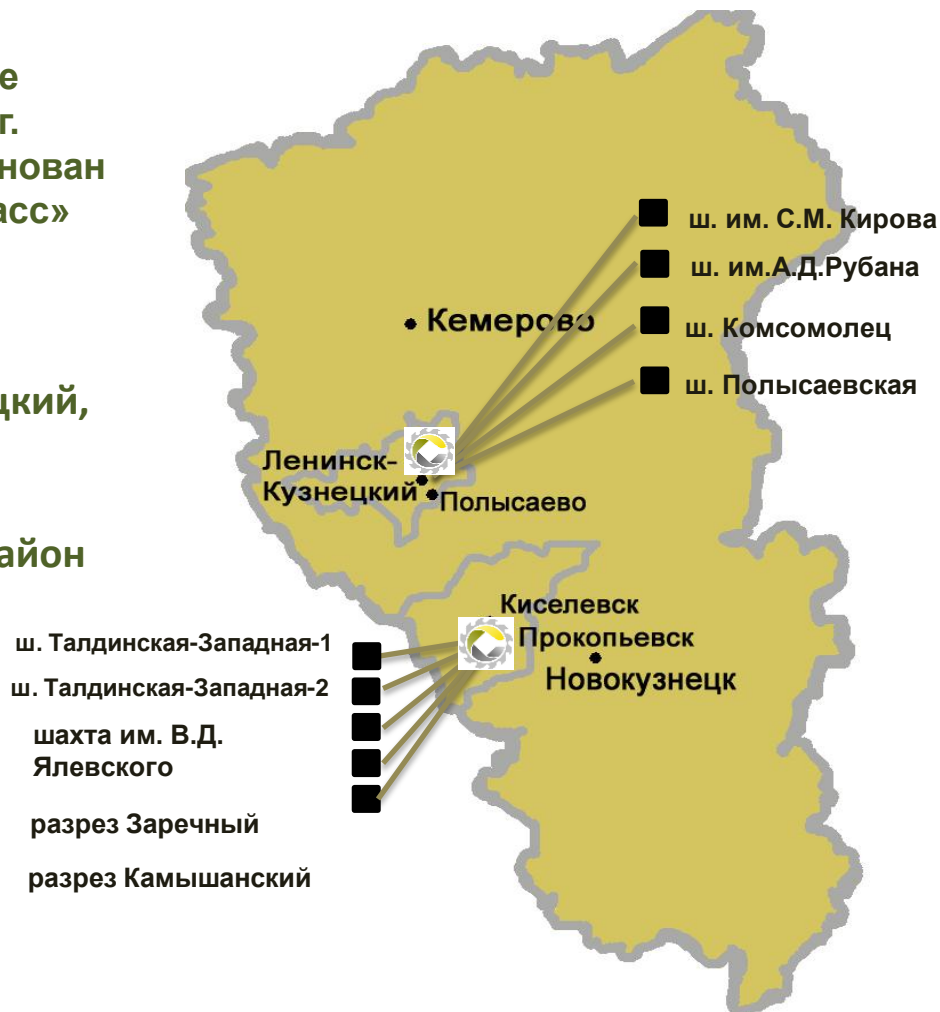 е
г.
нован
асс»
цкий,
айон
ш. им. С.М. Кирова
ш. им.А.Д.Рубана
ш. Комсомолец
ш. Полысаевская
Кемерово
Ленинск-
Кузнецкий
Полысаево
Киселевск
Прокопьевск
Новокузнецк
ш. Талдинская-Западная-1
ш. Талдинская-Западная-2
шахта им. В.Д.
Ялевского
разрез Заречный
разрез Камышанский